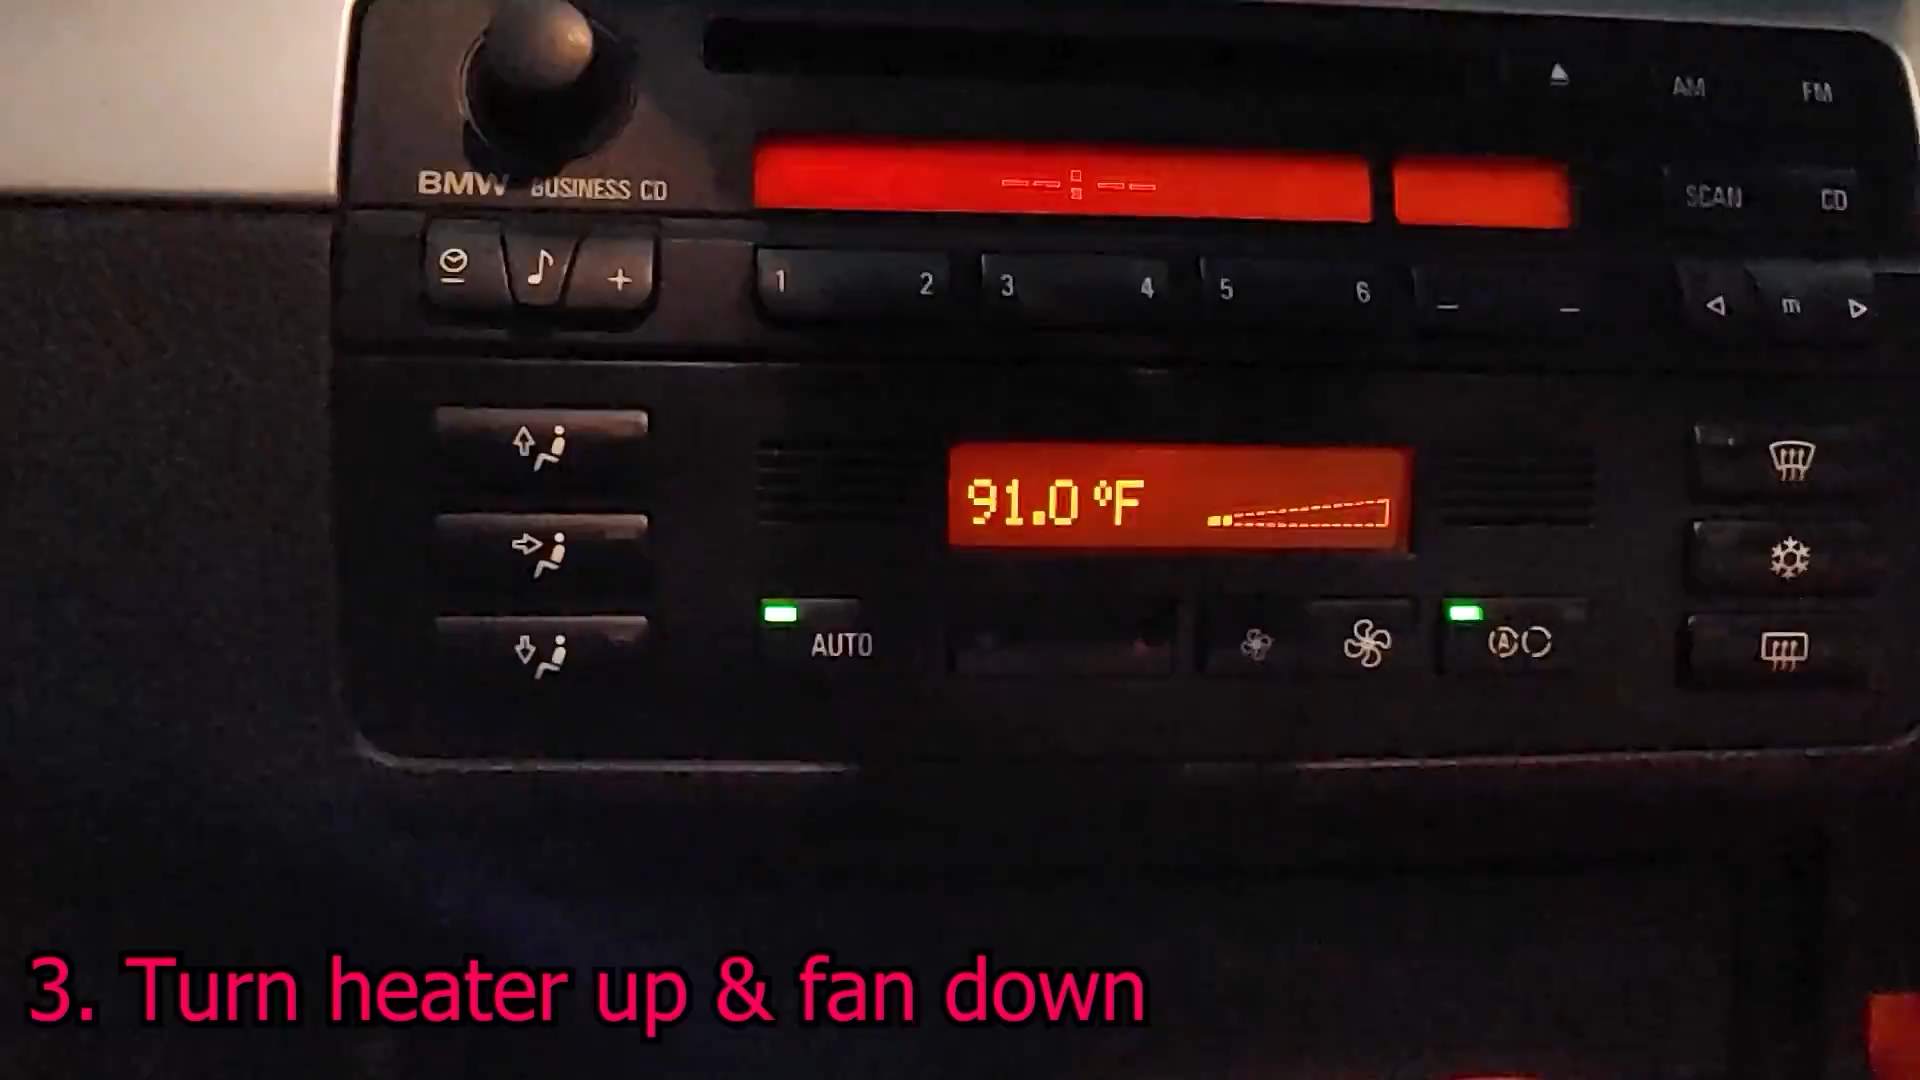 AM FM
BMW BUSINESS CD
--:--
SCAN CD
1 2 3 4 5 6 m
91.0 °F
AUTO
A
3. Turn heater up & fan down